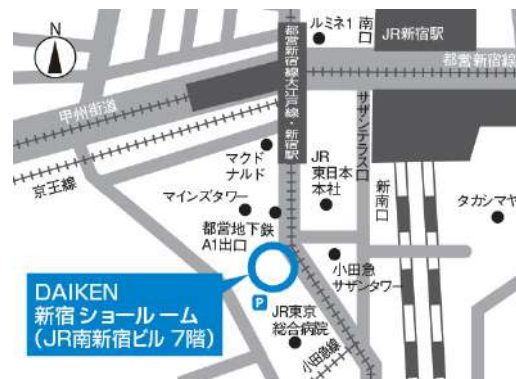 N
ルミネ1
南口
JR新宿駅
都営新宿線大江戸線・新宿駅
都営新宿線
甲州街道
京王線
サザンテラス口
マクド
ナルド
JR
東日本
本社
新南口
タカシマヤ
マインズタワー
都営地下鉄
A1出口
小田急
サザンタワー
DAIKEN
新宿ショールーム
(JR南新宿ビル 7階)
P
JR東京
総合病院
小田急線